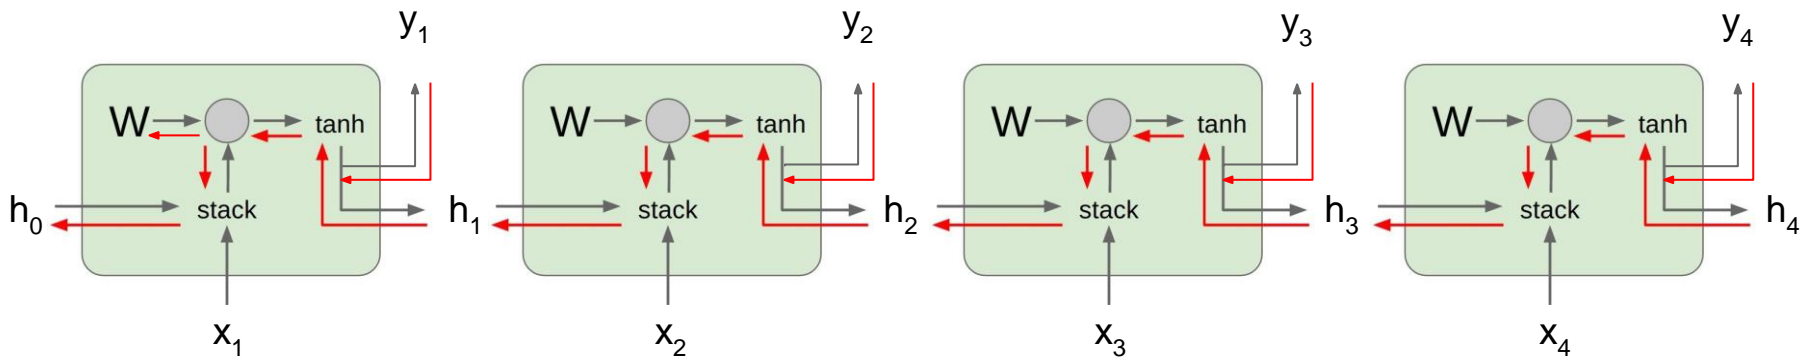 y1 y2 y3 y4
W tanh W tanh W tanh W tanh
h0 stack h1 stack h2 stack h3 stack h4
x1 x2 x3 x4